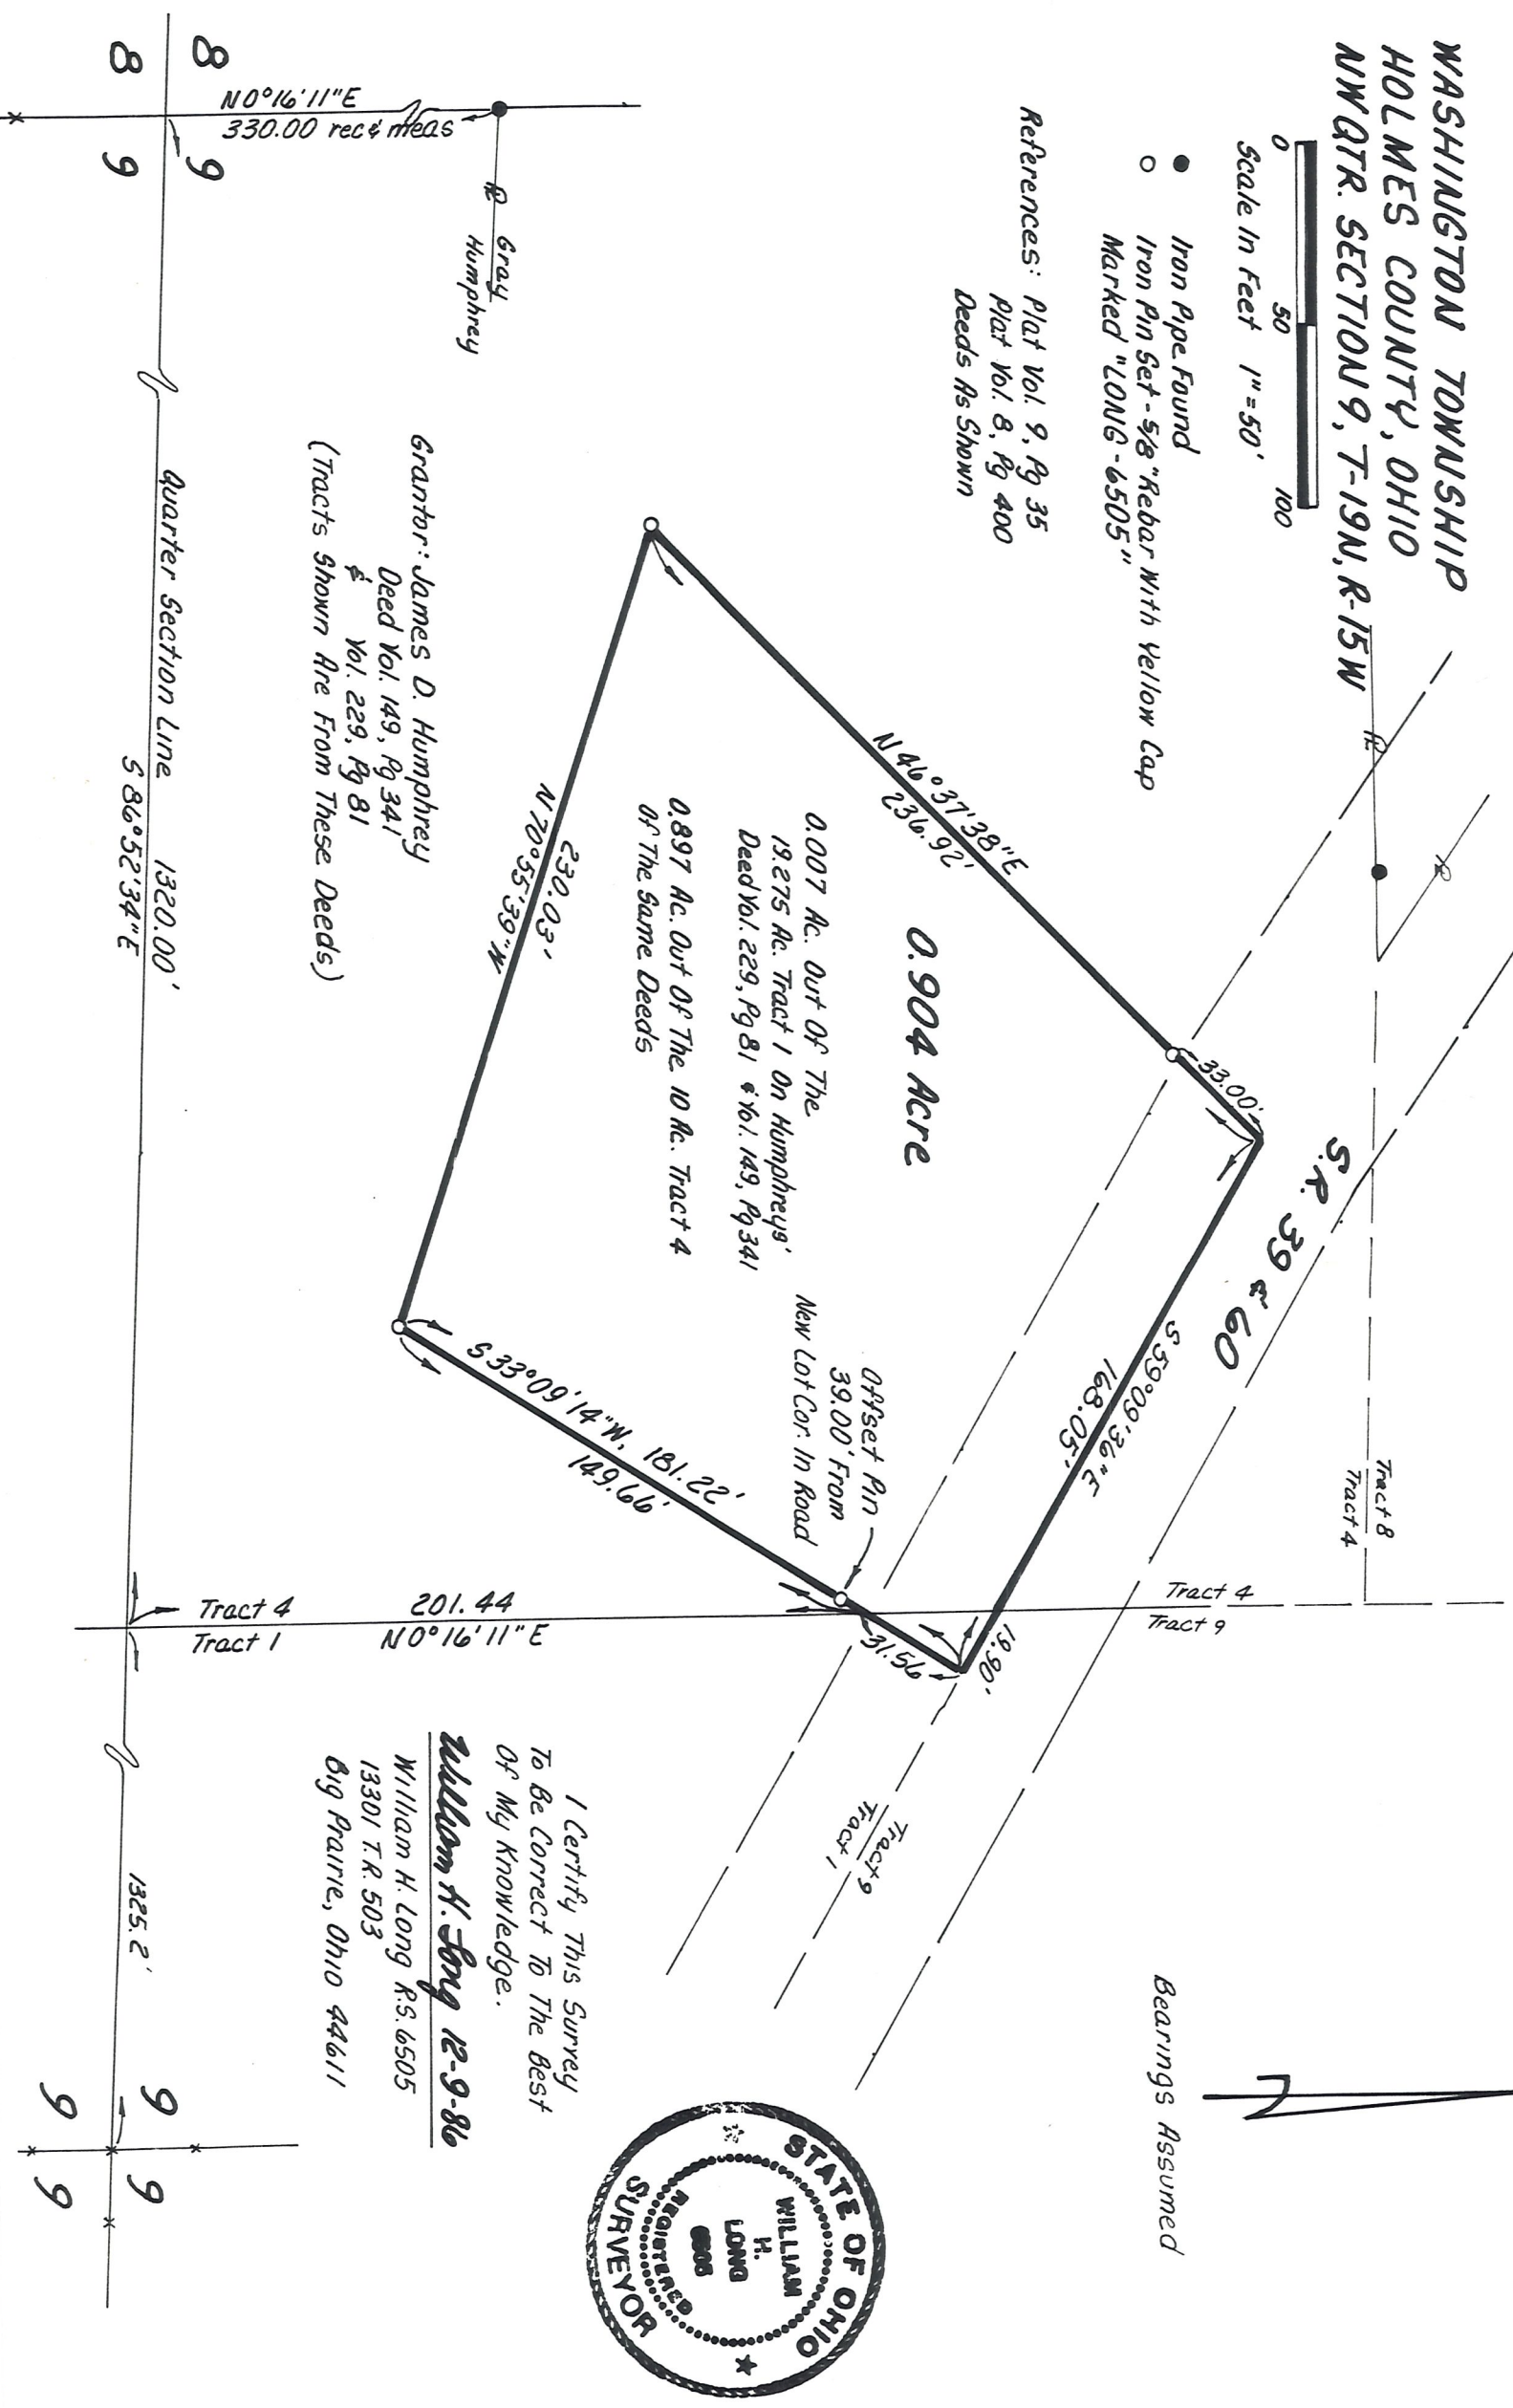 WASHINGTON TOWNSHIP
HOLMES COUNTY, OHIO
NW QTR. SECTION 9, T-19N, R-15W
0 50 100
Scale In Feet 1"=50'
● Iron Pipe Found
○ Iron Pin Set - 5/8" Rebar With Yellow Cap
Marked "LONG-6505"
References: Plat Vol. 9, Pg 35
Plat Vol. 8, Pg 400
Deeds As Shown
8 9
8 9
N 0°16'11"E
330.00 rec & meas
Gray
Humphrey
Tract 8
Tract 4
S.R. 39 & 60
N 46°37'38"E
236.92'
33.00'
S 59°09'36"E
168.05'
19.90'
Tract 4
Tract 9
0.904 Acre
0.007 Ac. Out Of The
19.275 Ac. Tract 1 On Humphreys'
Deed Vol. 229, Pg 81 & Vol. 149, Pg 341
0.897 Ac. Out Of The 10 Ac. Tract 4
Of The Same Deeds
Offset Pin
39.00' From
New Lot Cor. In Road
31.56
S 33°09'14"W, 181.22'
149.66'
230.03'
N 70°55'39"W
Tract 9
Tract 1
Tract 4
Tract 1
201.44
N 0°16'11"E
Grantor: James D. Humphrey
Deed Vol. 149, Pg 341
& Vol. 229, Pg 81
(Tracts Shown Are From These Deeds)
Quarter Section Line 1320.00'
S 86°52'34"E
1325.2'
9 9
9 9
Bearings Assumed
I Certify This Survey
To Be Correct To The Best
Of My Knowledge.
William H. Long 12-9-86
William H. Long R.S. 6505
13301 T.R. 503
Big Prairie, Ohio 44611
STATE OF OHIO
WILLIAM
H.
LONG
6505
REGISTERED
SURVEYOR